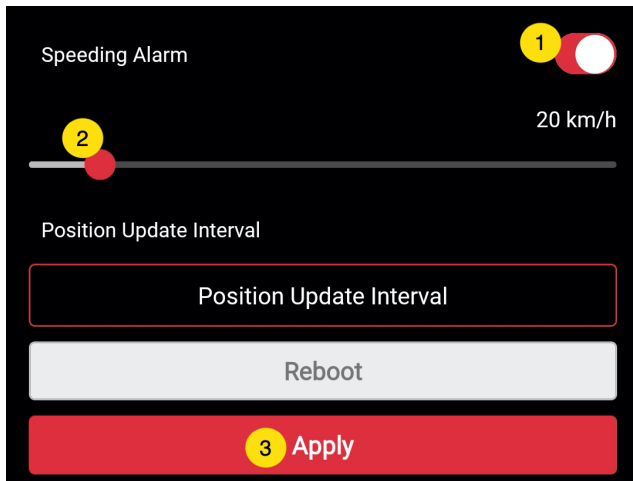 Speeding Alarm
1
20 km/h
2
Position Update Interval
Position Update Interval
Reboot
3 Apply